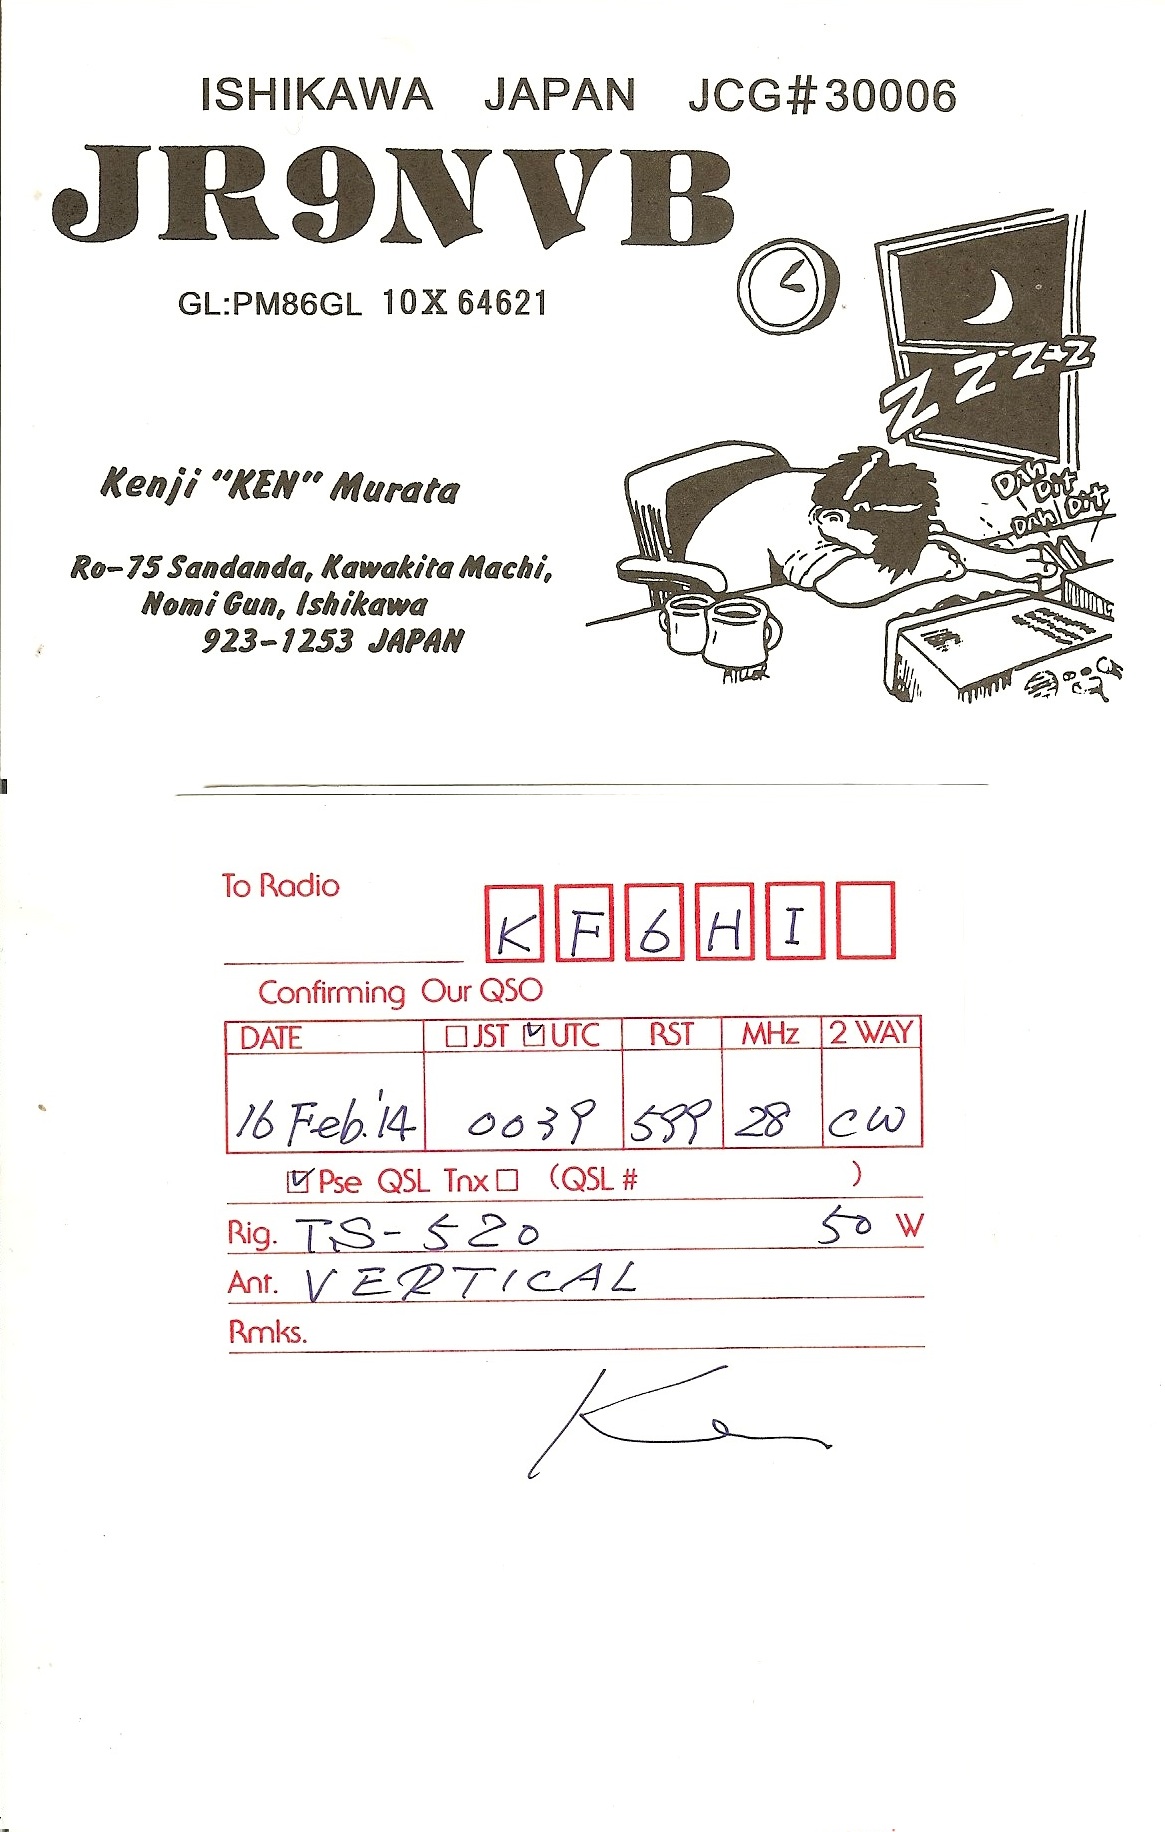 ISHIKAWA JAPAN JCG#30006
JR9NVB
GL:PM86GL 10X 64621
ZZZZZ
Kenji "KEN" Murata
Dah
Dit
Dah Dit
Ro-75 Sandanda, Kawakita Machi,
Nomi Gun, Ishikawa
923-1253 JAPAN
To Radio
KF6HI
Confirming Our QSO
DATE ☐JST ☑UTC RST MHz 2 WAY
16 Feb.'14 0039 599 28 CW
☑Pse QSL Tnx☐ (QSL # )
Rig. TS-520 50 W
Ant. VERTICAL
Rmks.
Ken